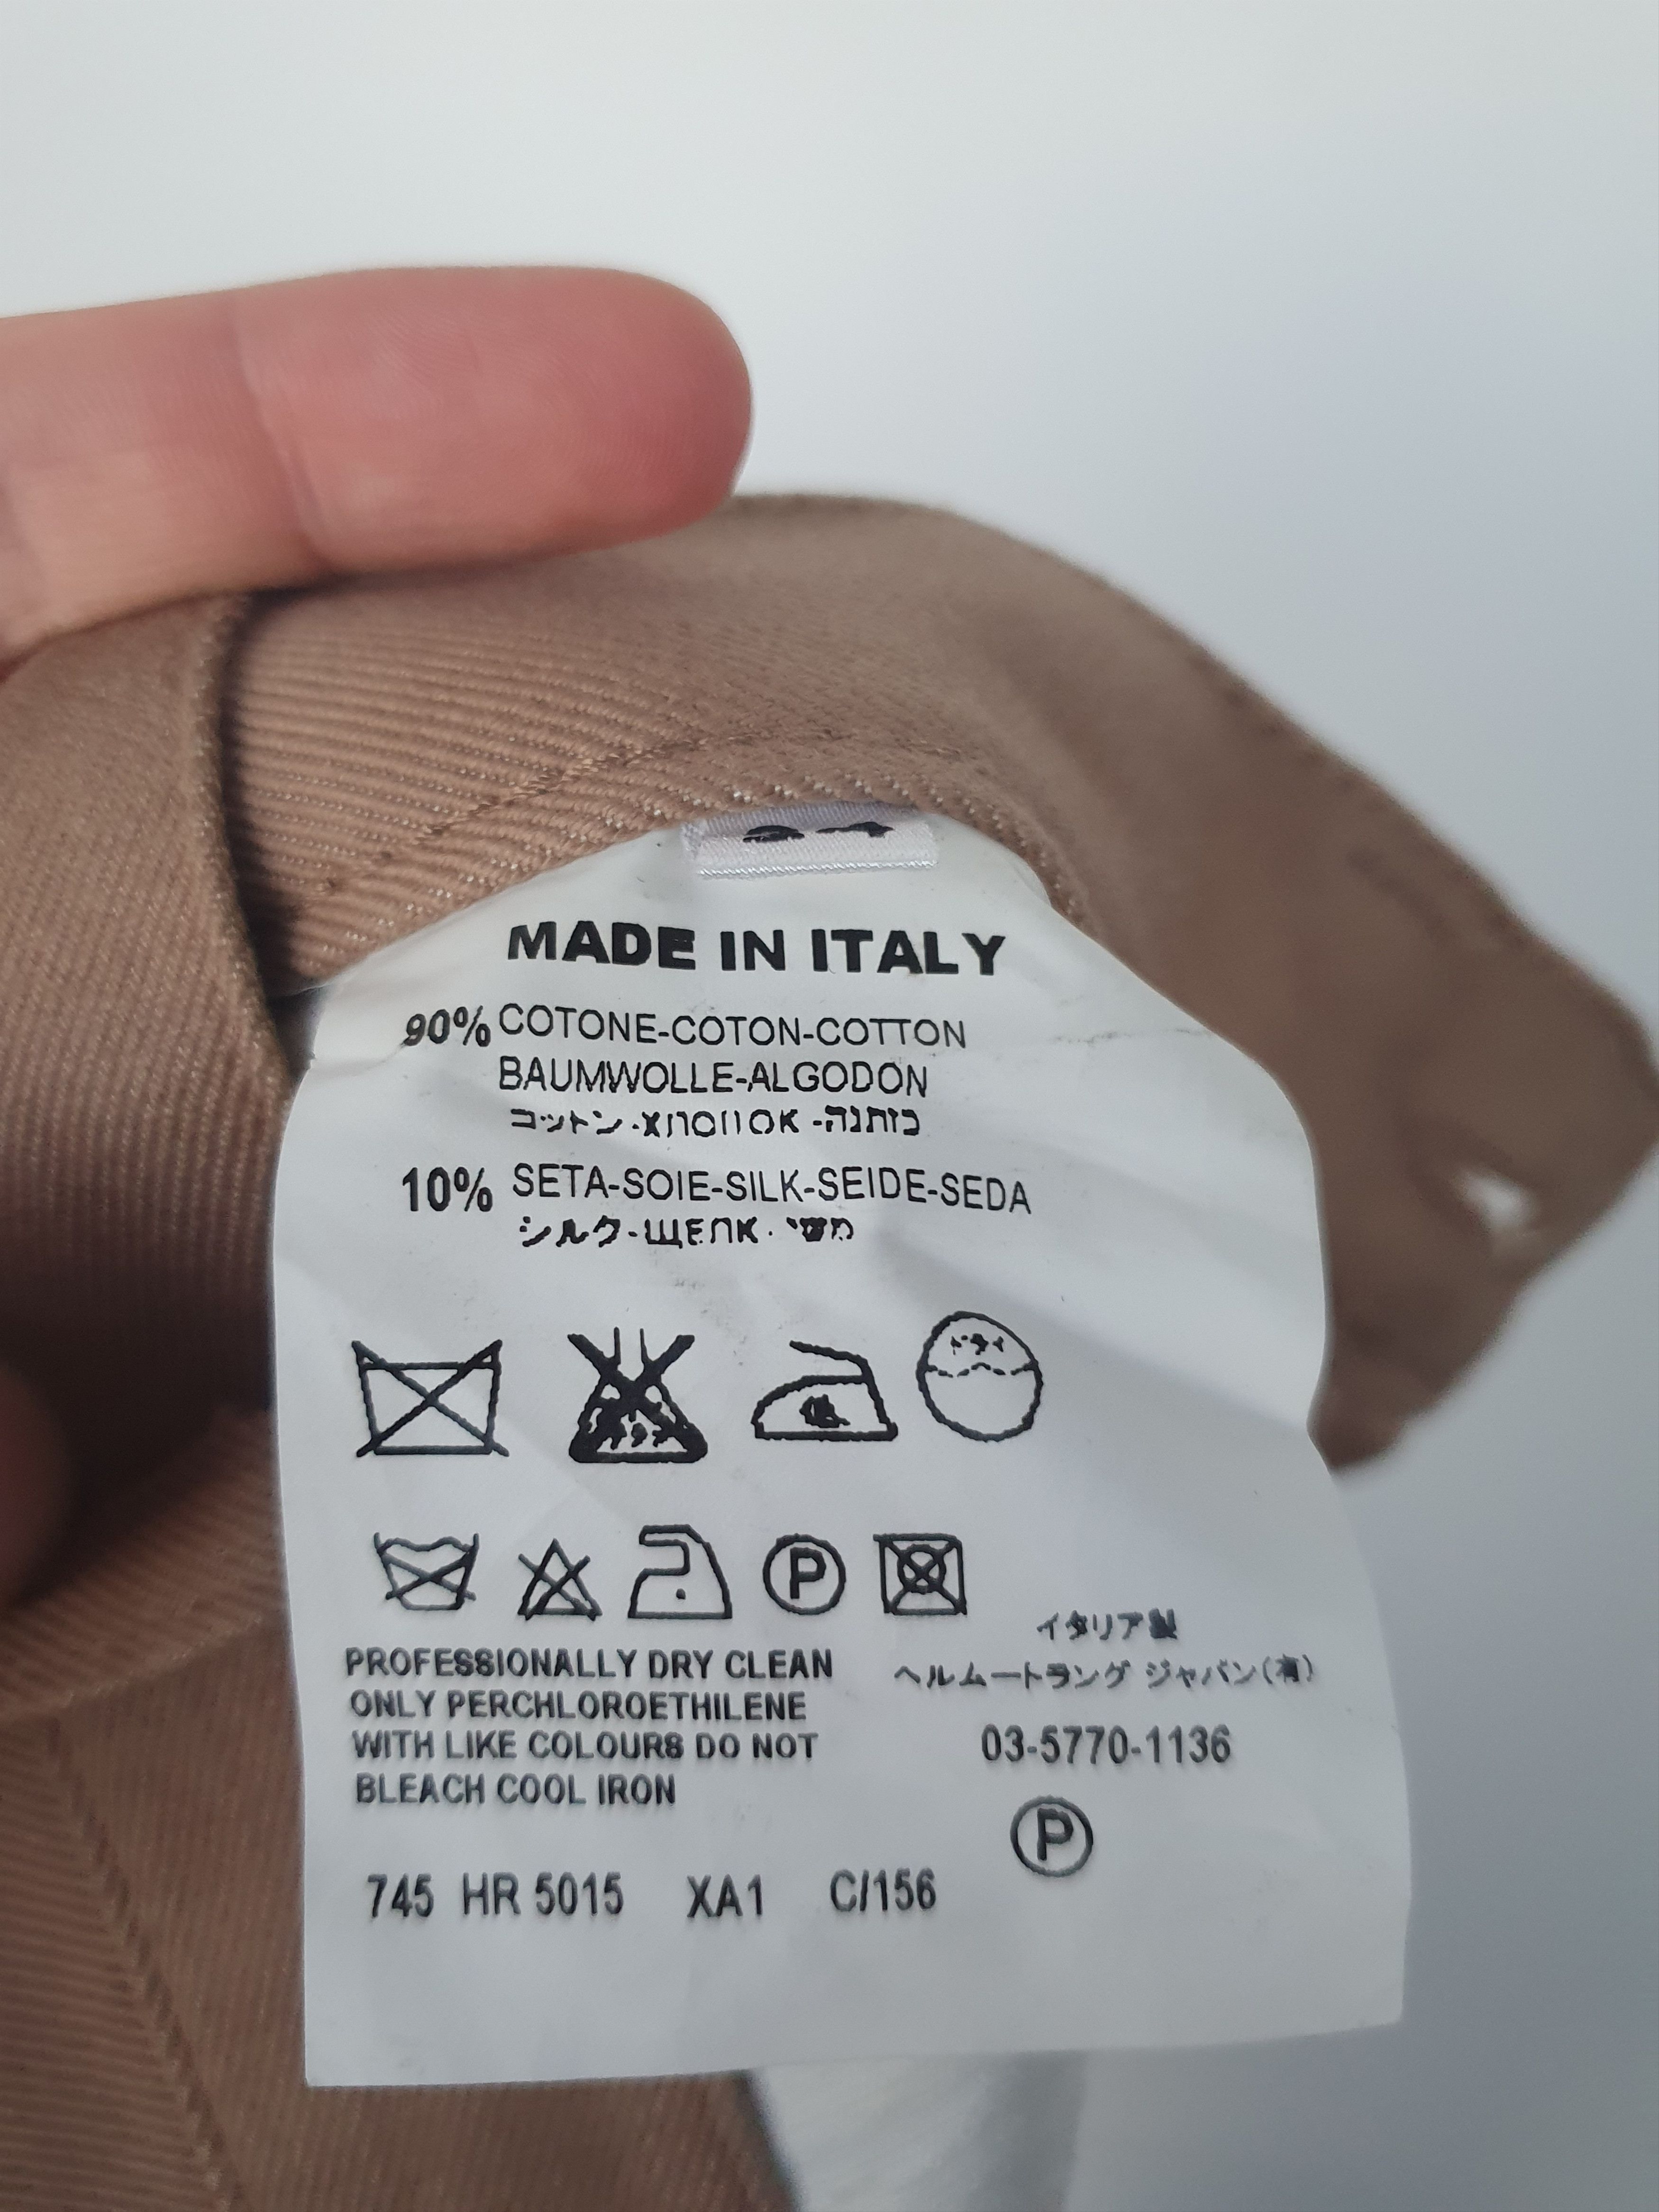 MADE IN ITALY
90% COTONE-COTON-COTTON
BAUMWOLLE-ALGODON
コットン-ХЛОПОК-כותנה
10% SETA-SOIE-SILK-SEIDE-SEDA
シルク-ШЕЛК-משי
ドライ
P
イタリア製
ヘルムートラング ジャパン(有)
03-5770-1136
P
PROFESSIONALLY DRY CLEAN
ONLY PERCHLOROETHILENE
WITH LIKE COLOURS DO NOT
BLEACH COOL IRON
745 HR 5015 XA1 C/156